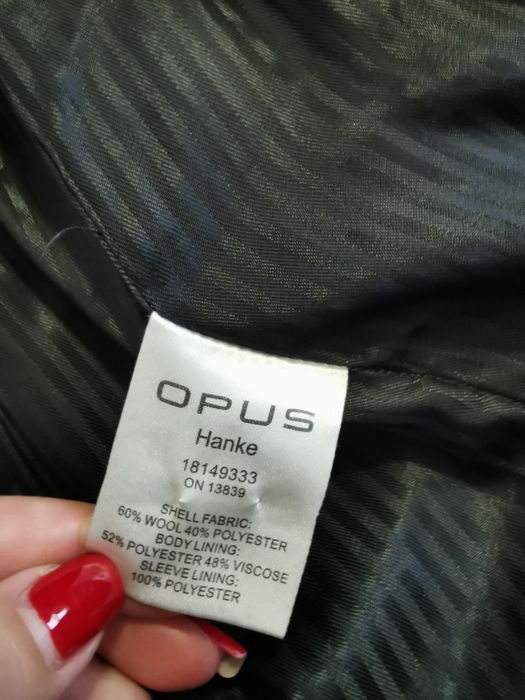 OPUS
Hanke
18149333
ON 13839
SHELL FABRIC:
60% WOOL 40% POLYESTER
BODY LINING:
52% POLYESTER 48% VISCOSE
SLEEVE LINING:
100% POLYESTER